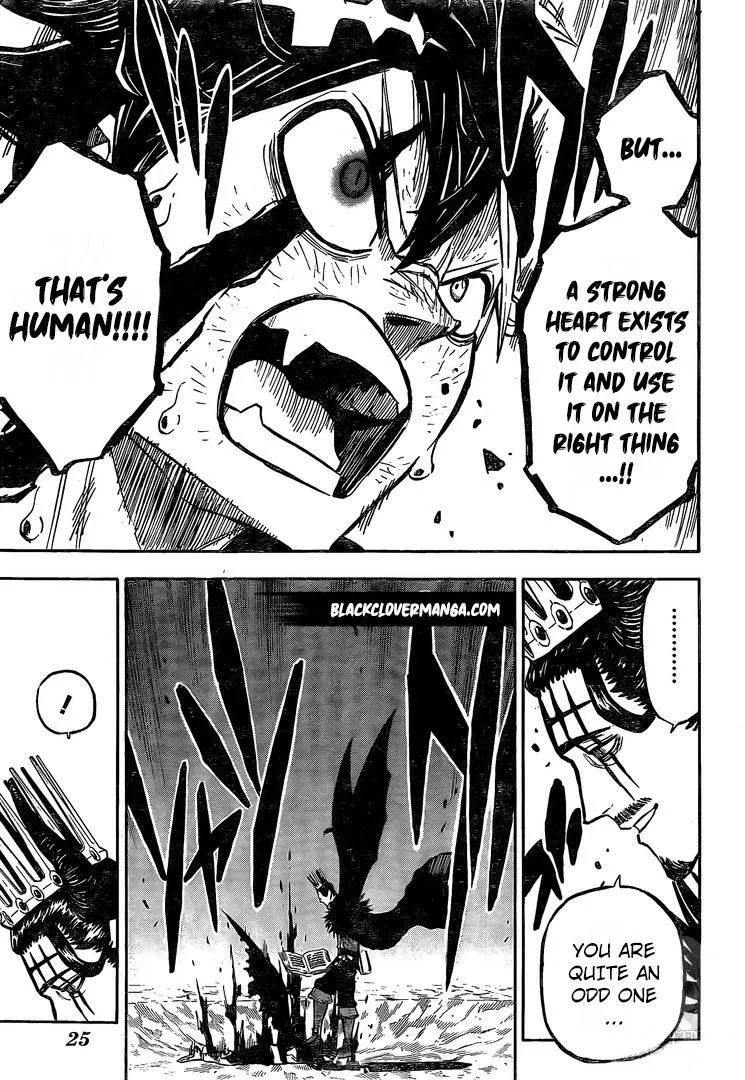 BUT...
A STRONG
HEART EXISTS
TO CONTROL
IT AND USE
IT ON THE
RIGHT THING
...!!
THAT'S
HUMAN!!!!
..........
YOU ARE
QUITE AN
ODD ONE
...
BLACKCLOVERMANGA.COM
!
25